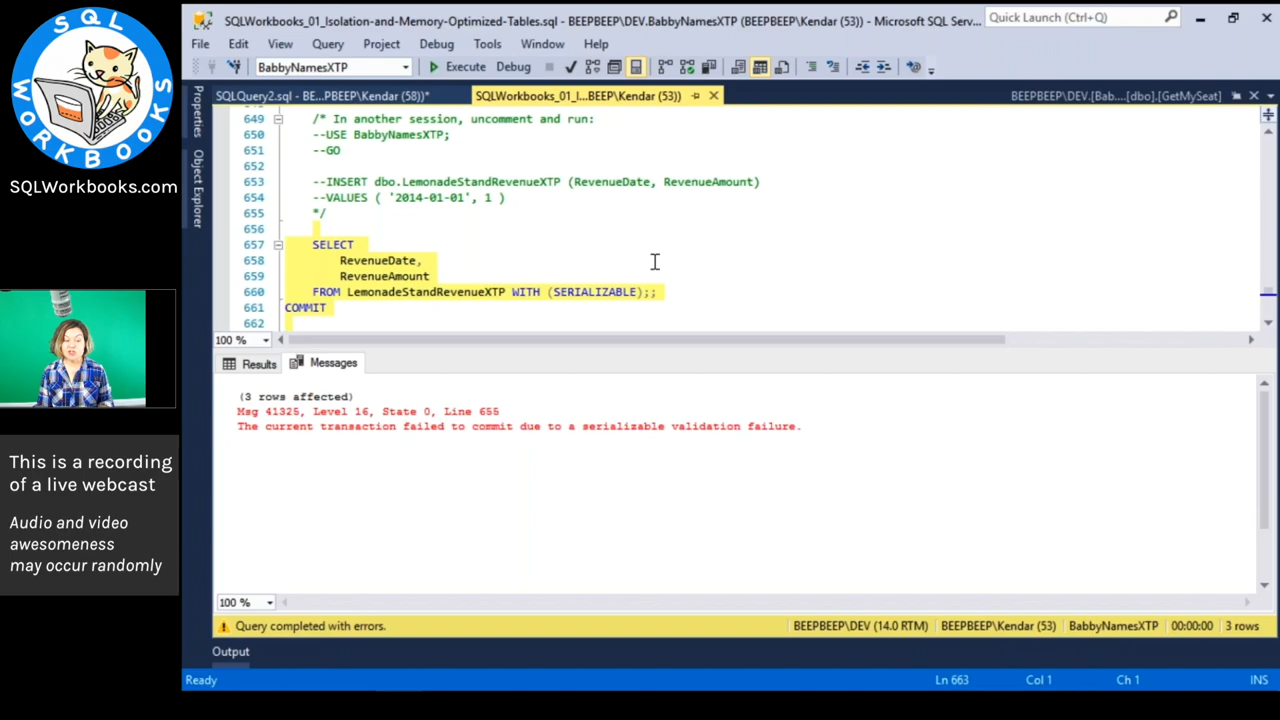 SQL
WORKBOOKS
SQLWorkbooks.com
This is a recording
of a live webcast
Audio and video
awesomeness
may occur randomly
SQLWorkbooks_01_Isolation-and-Memory-Optimized-Tables.sql - BEEPBEEP\DEV.BabbyNamesXTP (BEEPBEEP\Kendar (53)) - Microsoft SQL Serv...
Quick Launch (Ctrl+Q)
File Edit View Query Project Debug Tools Window Help
BabbyNamesXTP Execute Debug
SQLQuery2.sql - BE...PBEEP\Kendar (58))* SQLWorkbooks_01_I...BEEP\Kendar (53)) BEEPBEEP\DEV.[Bab....[dbo].[GetMySeat]
Properties
Object Explorer
649 /* In another session, uncomment and run:
650 --USE BabbyNamesXTP;
651 --GO
652
653 --INSERT dbo.LemonadeStandRevenueXTP (RevenueDate, RevenueAmount)
654 --VALUES ( '2014-01-01', 1 )
655 */
656
657 SELECT
658 RevenueDate,
659 RevenueAmount
660 FROM LemonadeStandRevenueXTP WITH (SERIALIZABLE);;
661 COMMIT
662
100 %
Results Messages
(3 rows affected)
Msg 41325, Level 16, State 0, Line 655
The current transaction failed to commit due to a serializable validation failure.
100 %
Query completed with errors. BEEPBEEP\DEV (14.0 RTM) BEEPBEEP\Kendar (53) BabbyNamesXTP 00:00:00 3 rows
Output
Ready Ln 663 Col 1 Ch 1 INS